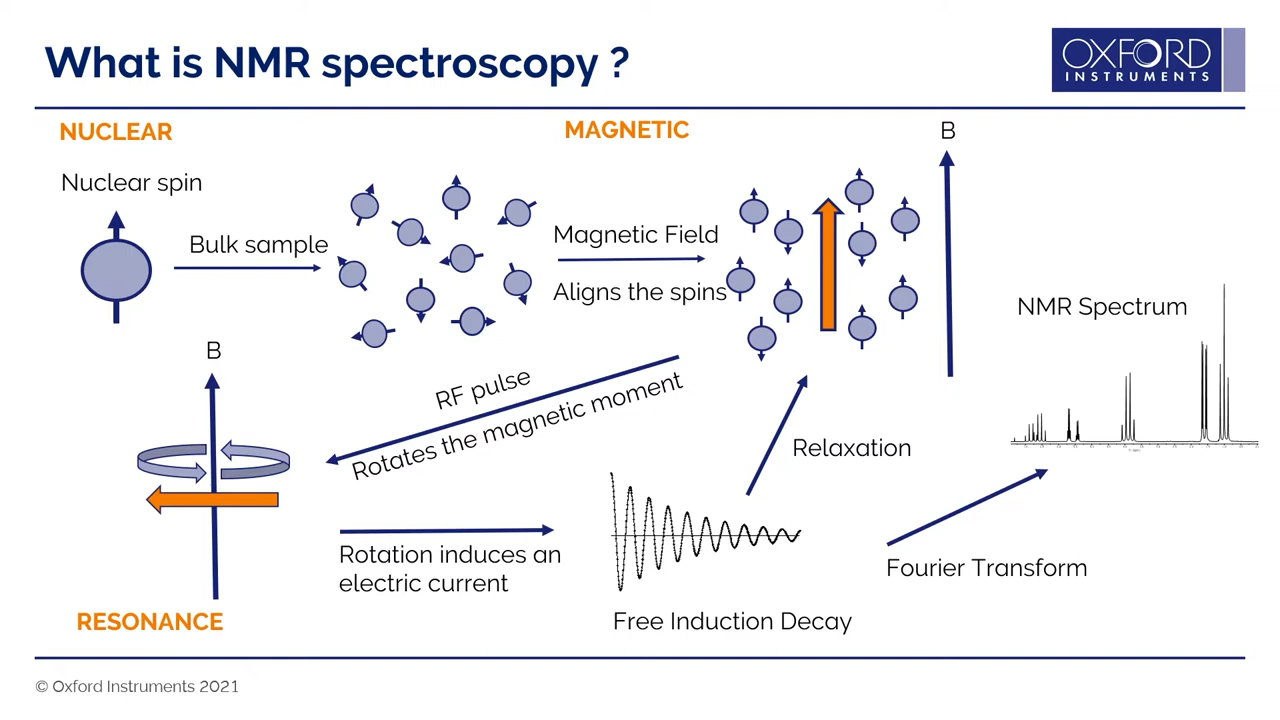 What is NMR spectroscopy ?
OXFORD
INSTRUMENTS
NUCLEAR
MAGNETIC
B
Nuclear spin
Bulk sample
Magnetic Field
Aligns the spins
NMR Spectrum
B
RF pulse
Rotates the magnetic moment
Relaxation
Rotation induces an
electric current
Fourier Transform
RESONANCE
Free Induction Decay
© Oxford Instruments 2021